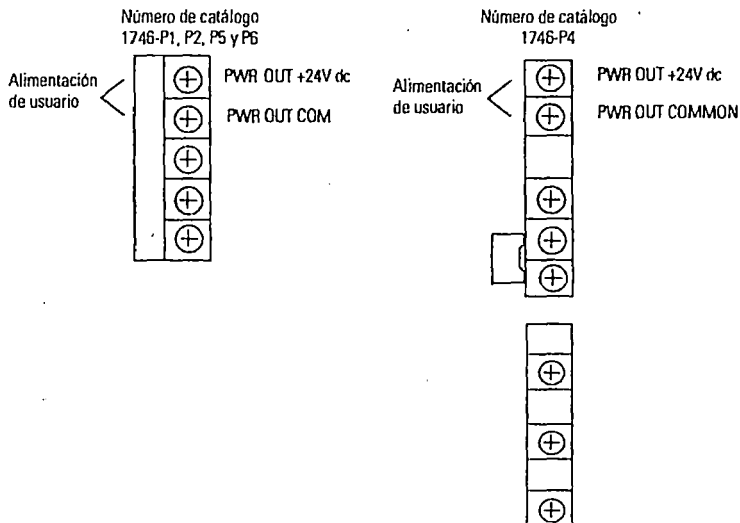 Número de catálogo
1746-P1, P2, P5 y P6
Alimentación
de usuario
PWR OUT +24V dc
PWR OUT COM
Número de catálogo
1746-P4
Alimentación
de usuario
PWR OUT +24V dc
PWR OUT COMMON